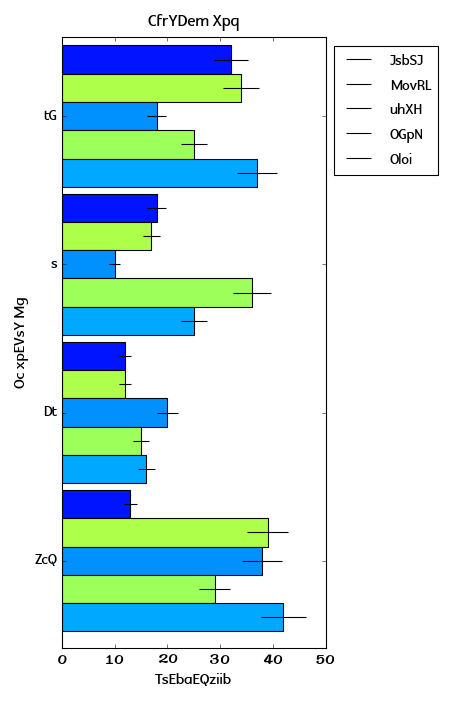 CfrYDem Xpq
JsbSJ
MovRL
uhXH
OGpN
Oloi
tG
s
Dt
ZcQ
Oc xpEVsY Mg
0 10 20 30 40 50
TsEbaEQziib